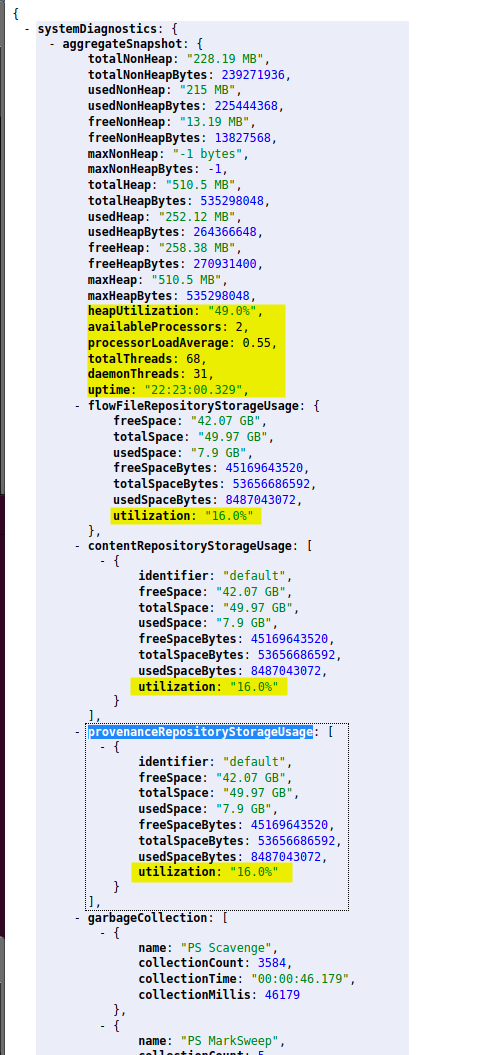 {
- systemDiagnostics: {
- aggregateSnapshot: {
totalNonHeap: "228.19 MB",
totalNonHeapBytes: 239271936,
usedNonHeap: "215 MB",
usedNonHeapBytes: 225444368,
freeNonHeap: "13.19 MB",
freeNonHeapBytes: 13827568,
maxNonHeap: "-1 bytes",
maxNonHeapBytes: -1,
totalHeap: "510.5 MB",
totalHeapBytes: 535298048,
usedHeap: "252.12 MB",
usedHeapBytes: 264366648,
freeHeap: "258.38 MB",
freeHeapBytes: 270931400,
maxHeap: "510.5 MB",
maxHeapBytes: 535298048,
heapUtilization: "49.0%",
availableProcessors: 2,
processorLoadAverage: 0.55,
totalThreads: 68,
daemonThreads: 31,
uptime: "22:23:00.329",
- flowFileRepositoryStorageUsage: {
freeSpace: "42.07 GB",
totalSpace: "49.97 GB",
usedSpace: "7.9 GB",
freeSpaceBytes: 45169643520,
totalSpaceBytes: 53656686592,
usedSpaceBytes: 8487043072,
utilization: "16.0%"
},
- contentRepositoryStorageUsage: [
- {
identifier: "default",
freeSpace: "42.07 GB",
totalSpace: "49.97 GB",
usedSpace: "7.9 GB",
freeSpaceBytes: 45169643520,
totalSpaceBytes: 53656686592,
usedSpaceBytes: 8487043072,
utilization: "16.0%"
}
],
- provenanceRepositoryStorageUsage: [
- {
identifier: "default",
freeSpace: "42.07 GB",
totalSpace: "49.97 GB",
usedSpace: "7.9 GB",
freeSpaceBytes: 45169643520,
totalSpaceBytes: 53656686592,
usedSpaceBytes: 8487043072,
utilization: "16.0%"
}
],
- garbageCollection: [
- {
name: "PS Scavenge",
collectionCount: 3584,
collectionTime: "00:00:46.179",
collectionMillis: 46179
},
- {
name: "PS MarkSweep",
collectionCount: 5